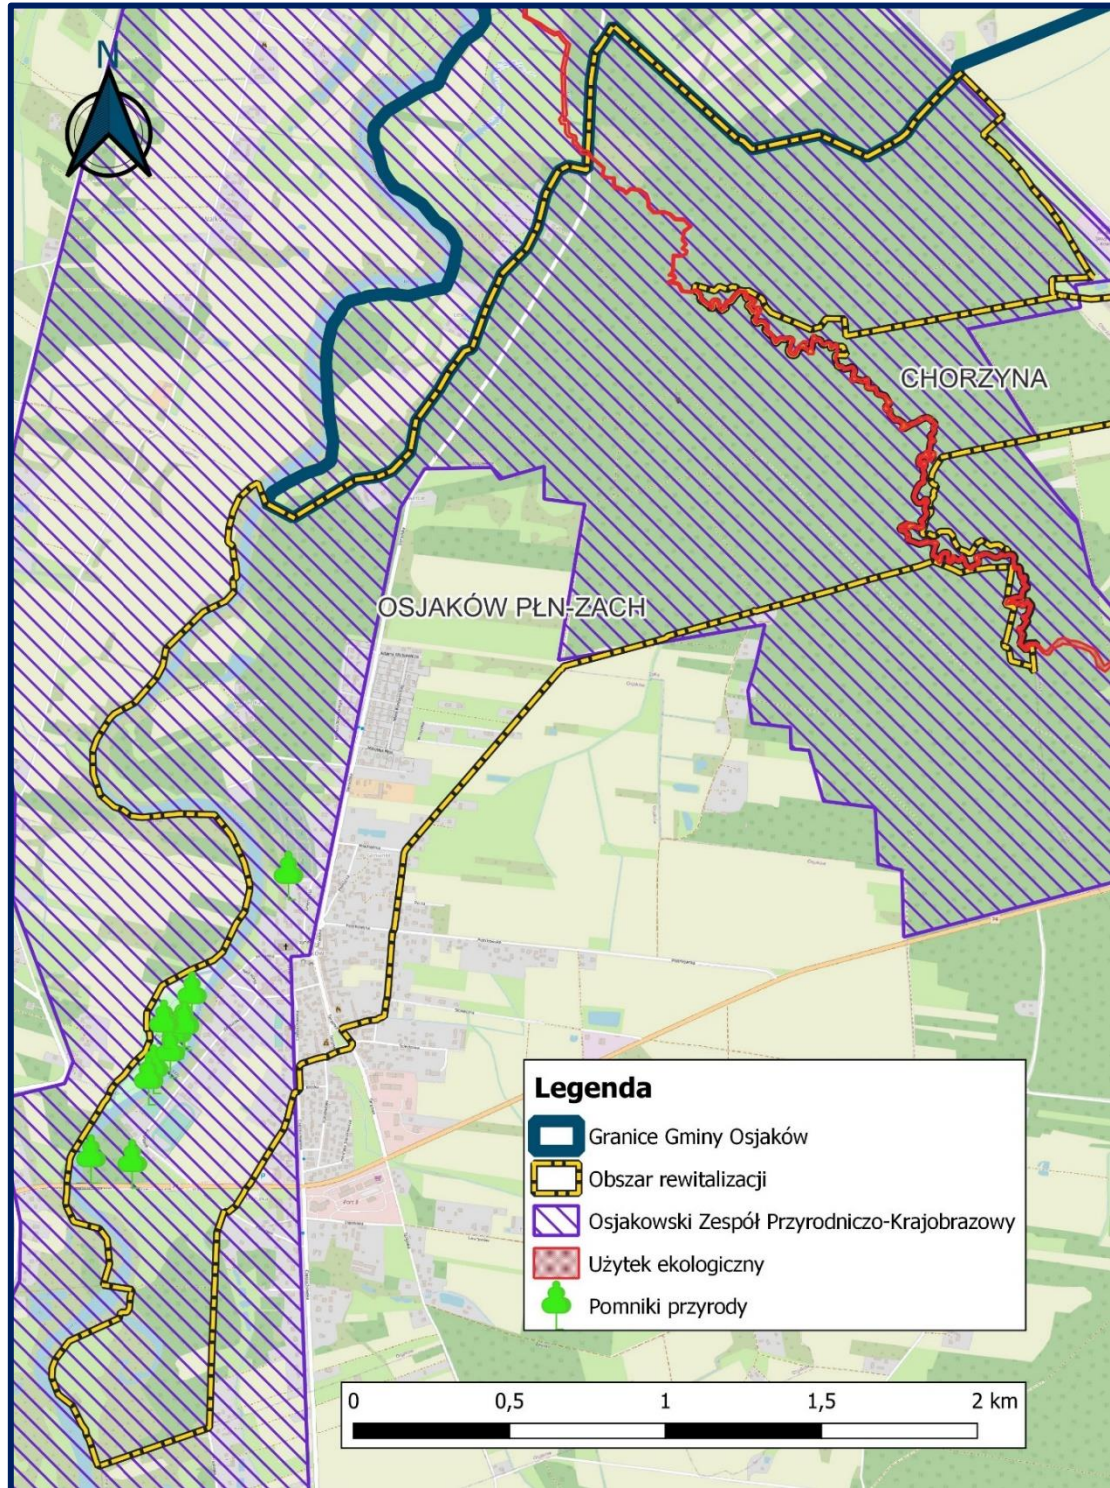 N
CHORZYNA
OSJAKÓW PŁN-ZACH
Legenda
Granice Gminy Osjaków
Obszar rewitalizacji
Osjakowski Zespół Przyrodniczo-Krajobrazowy
Użytek ekologiczny
Pomniki przyrody
0 0,5 1 1,5 2 km